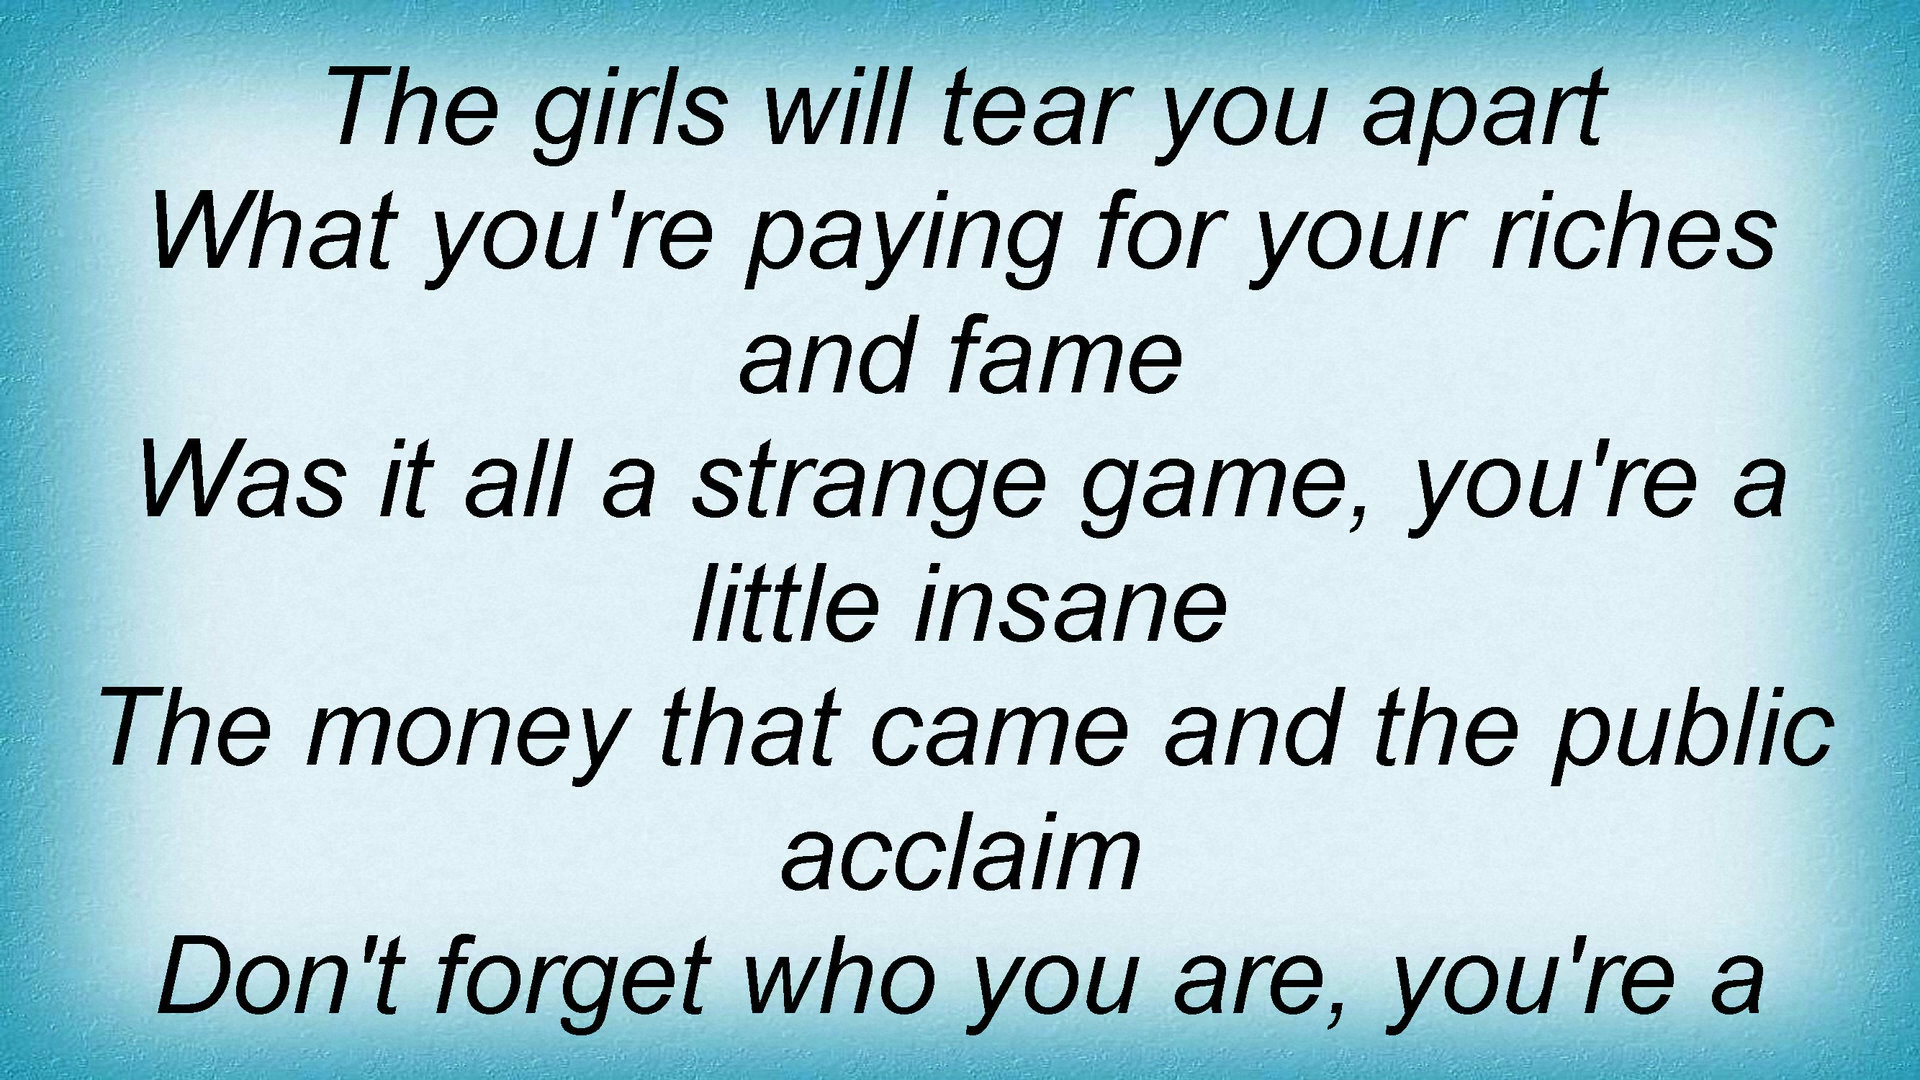 The girls will tear you apart
What you're paying for your riches
and fame
Was it all a strange game, you're a
little insane
The money that came and the public
acclaim
Don't forget who you are, you're a